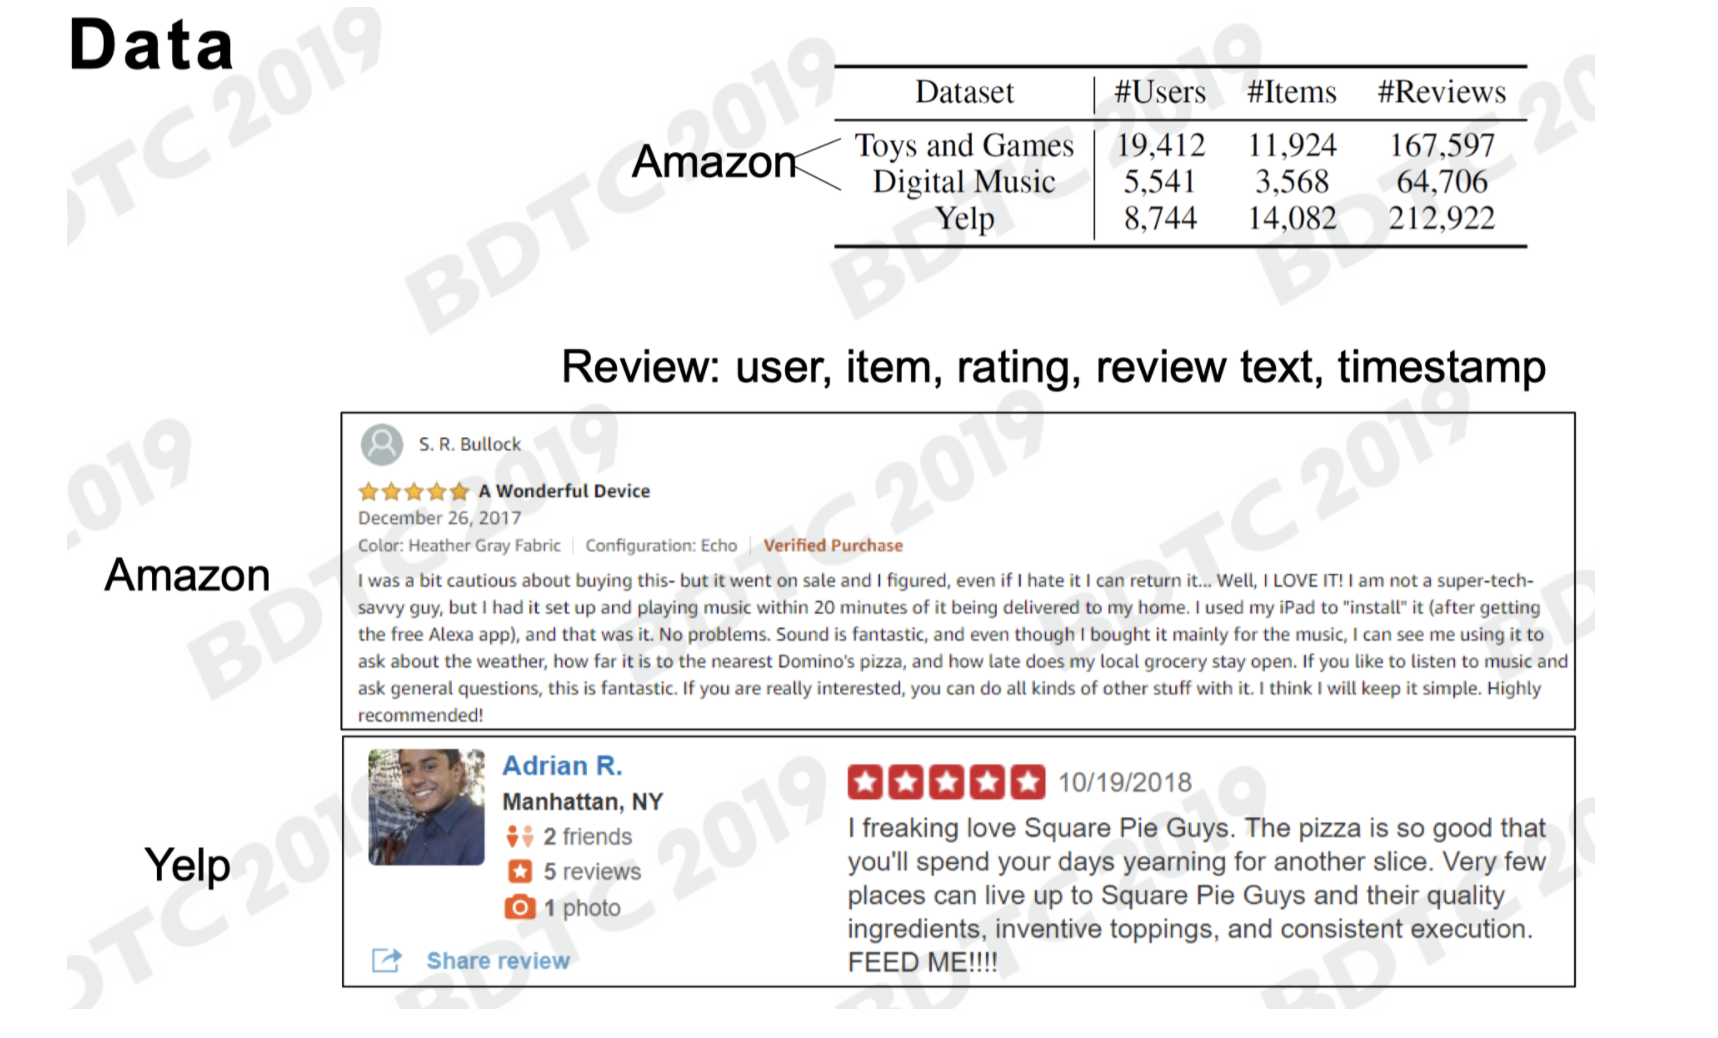 Data
Dataset #Users #Items #Reviews
Amazon
Toys and Games 19,412 11,924 167,597
Digital Music 5,541 3,568 64,706
Yelp 8,744 14,082 212,922
Review: user, item, rating, review text, timestamp
Amazon
S. R. Bullock
A Wonderful Device
December 26, 2017
Color: Heather Gray Fabric Configuration: Echo Verified Purchase
I was a bit cautious about buying this- but it went on sale and I figured, even if I hate it I can return it... Well, I LOVE IT! I am not a super-tech-
savvy guy, but I had it set up and playing music within 20 minutes of it being delivered to my home. I used my iPad to "install" it (after getting
the free Alexa app), and that was it. No problems. Sound is fantastic, and even though I bought it mainly for the music, I can see me using it to
ask about the weather, how far it is to the nearest Domino's pizza, and how late does my local grocery stay open. If you like to listen to music and
ask general questions, this is fantastic. If you are really interested, you can do all kinds of other stuff with it. I think I will keep it simple. Highly
recommended!
Yelp
Adrian R.
Manhattan, NY
2 friends
5 reviews
1 photo
Share review
10/19/2018
I freaking love Square Pie Guys. The pizza is so good that
you'll spend your days yearning for another slice. Very few
places can live up to Square Pie Guys and their quality
ingredients, inventive toppings, and consistent execution.
FEED ME!!!!
BDTC 2019